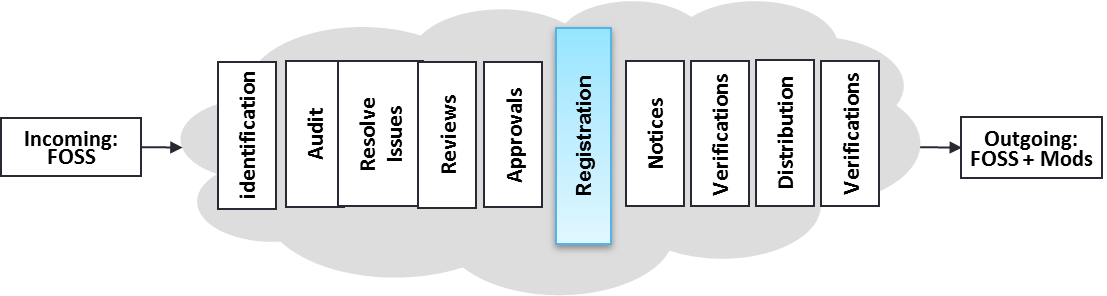 Incoming:
FOSS
identification
Audit
Resolve
Issues
Reviews
Approvals
Registration
Notices
Verifications
Distribution
Verifications
Outgoing:
FOSS + Mods